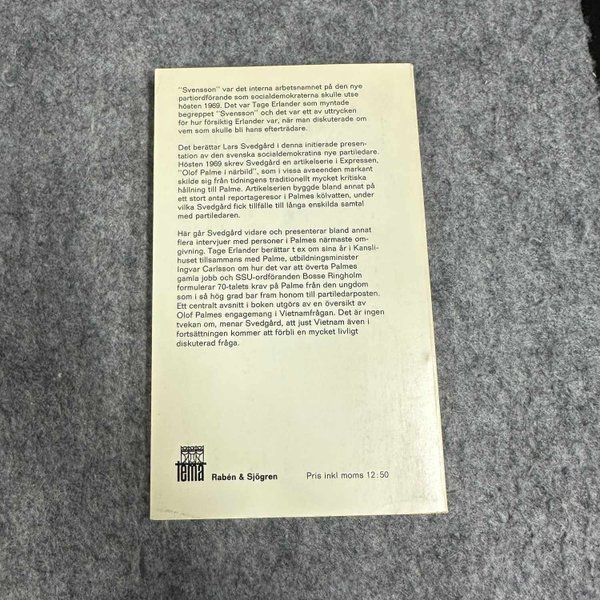 "Svensson" var det interna arbetsnamnet på den nye
partiordförande som socialdemokraterna skulle utse
hösten 1969. Det var Tage Erlander som myntade
begreppet "Svensson" och det var ett av uttrycken
för hur försiktig Erlander var, när man diskuterade om
vem som skulle bli hans efterträdare.
Det berättar Lars Svedgård i denna initierade presen-
tation av den svenska socialdemokratins nye partiledare.
Hösten 1969 skrev Svedgård en artikelserie i Expressen,
"Olof Palme i närbild", som i vissa avseenden markant
skilde sig från tidningens traditionellt mycket kritiska
hållning till Palme. Artikelserien byggde bland annat på
ett stort antal reportageresor i Palmes kölvatten, under
vilka Svedgård fick tillfälle till långa enskilda samtal
med partiledaren.
Här går Svedgård vidare och presenterar bland annat
flera intervjuer med personer i Palmes närmaste om-
givning. Tage Erlander berättar t ex om sina år i Kansli-
huset tillsammans med Palme, utbildningsminister
Ingvar Carlsson om hur det var att överta Palmes
gamla jobb och SSU-ordföranden Bosse Ringholm
formulerar 70-talets krav på Palme från den ungdom
som i så hög grad bar fram honom till partiledarposten.
Ett centralt avsnitt i boken utgörs av en översikt av
Olof Palmes engagemang i Vietnamfrågan. Det är ingen
tvekan om, menar Svedgård, att just Vietnam även i
fortsättningen kommer att förbli en mycket livligt
diskuterad fråga.
tema
Rabén & Sjögren
Pris inkl moms 12:50